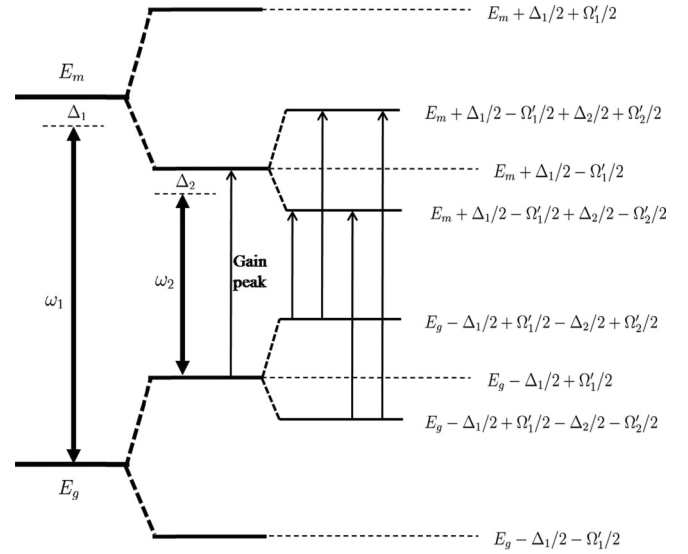 E_m + Δ_1/2 + Ω′_1/2
E_m
Δ_1
E_m + Δ_1/2 − Ω′_1/2 + Δ_2/2 + Ω′_2/2
E_m + Δ_1/2 − Ω′_1/2
Δ_2
E_m + Δ_1/2 − Ω′_1/2 + Δ_2/2 − Ω′_2/2
Gain
peak
ω_1
ω_2
E_g − Δ_1/2 + Ω′_1/2 − Δ_2/2 + Ω′_2/2
E_g − Δ_1/2 + Ω′_1/2
E_g − Δ_1/2 + Ω′_1/2 − Δ_2/2 − Ω′_2/2
E_g
E_g − Δ_1/2 − Ω′_1/2